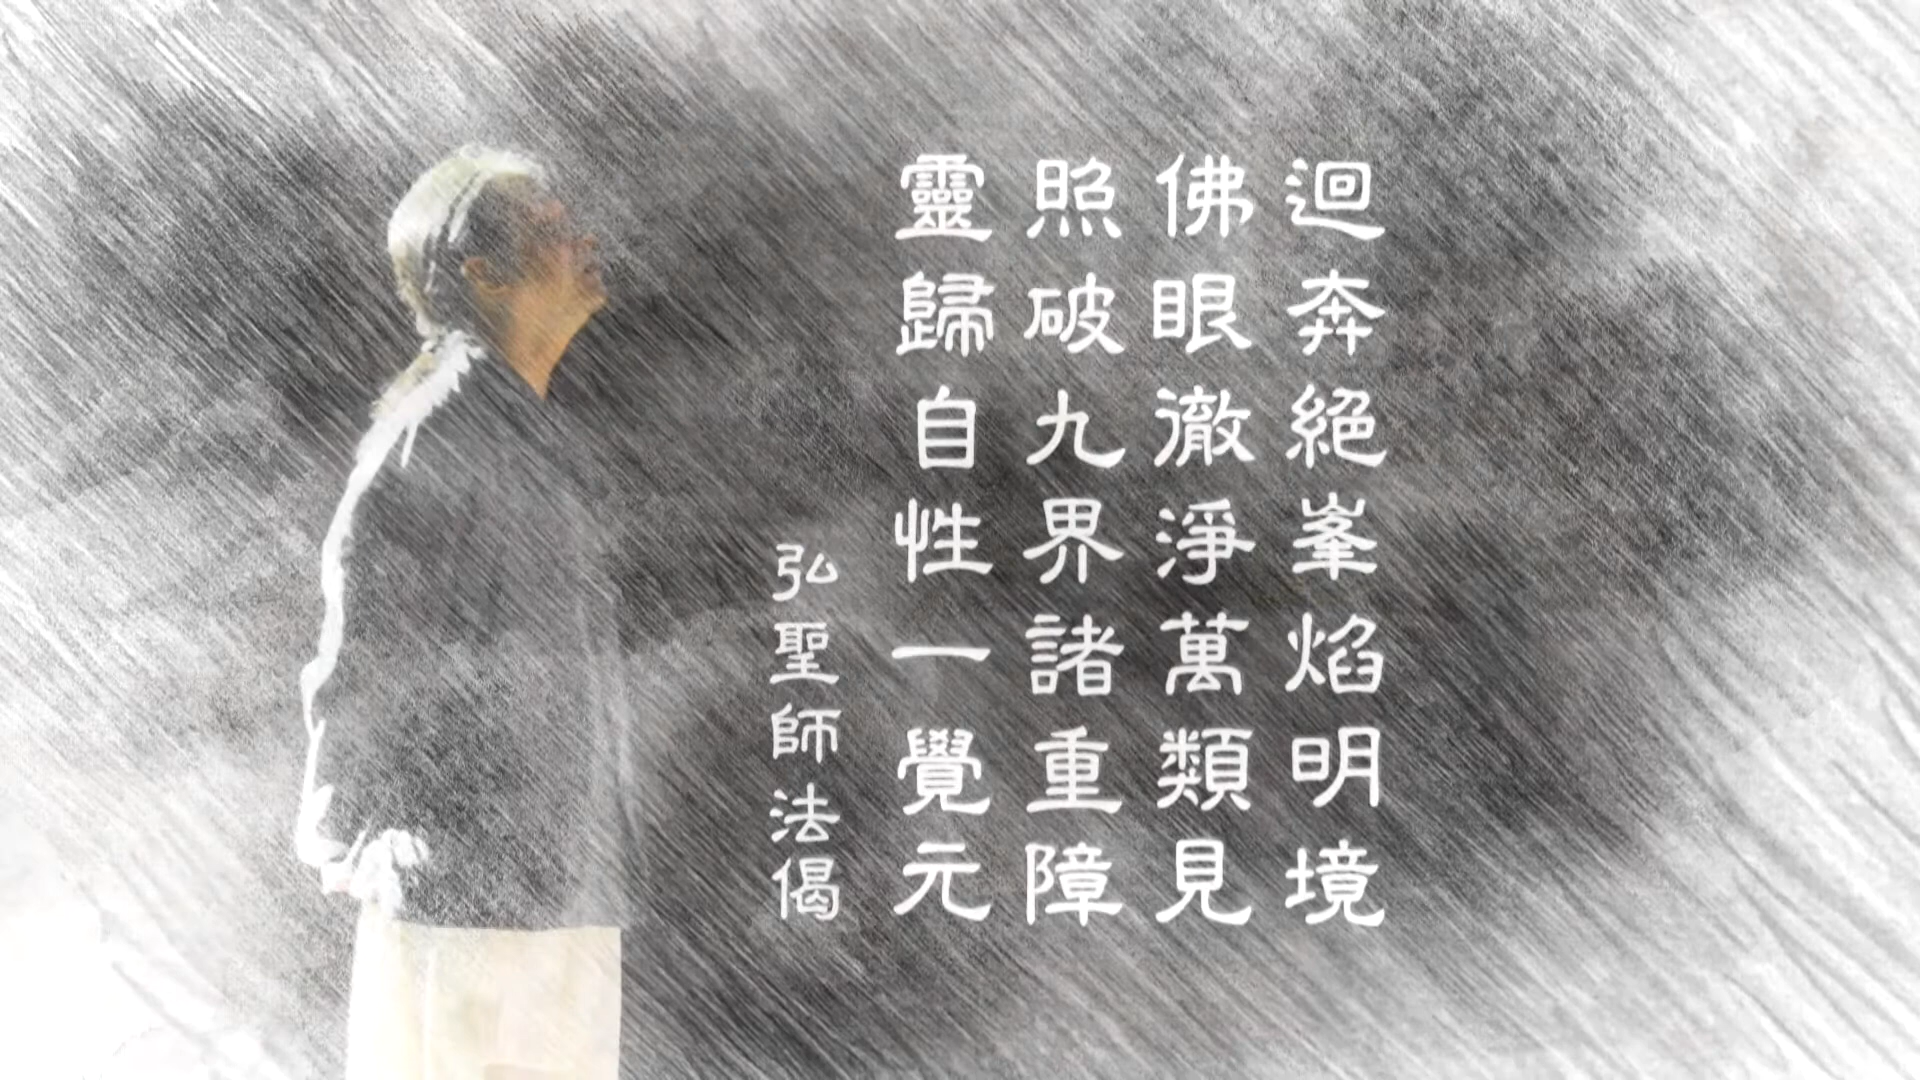 迴奔絕峯焰明境
佛眼徹淨萬類見
照破九界諸重障
靈歸自性一覺元
弘聖師法偈